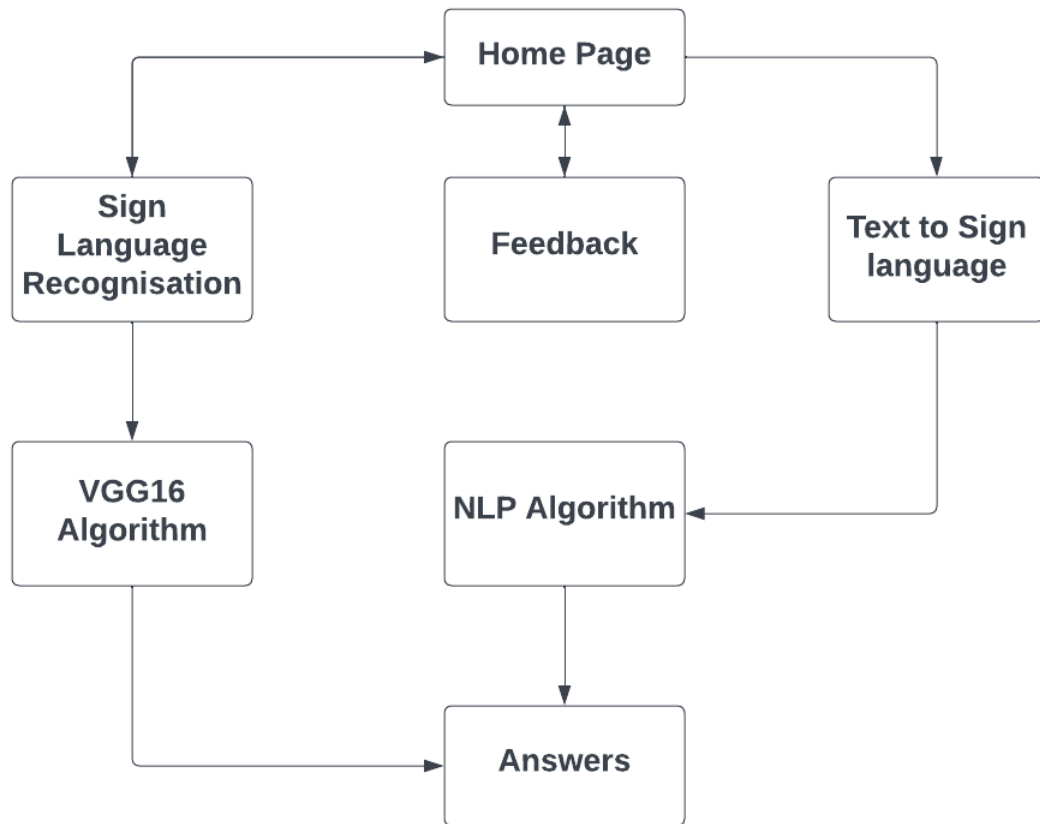 Home Page
Sign
Language
Recognisation
Feedback
Text to Sign
language
VGG16
Algorithm
NLP Algorithm
Answers